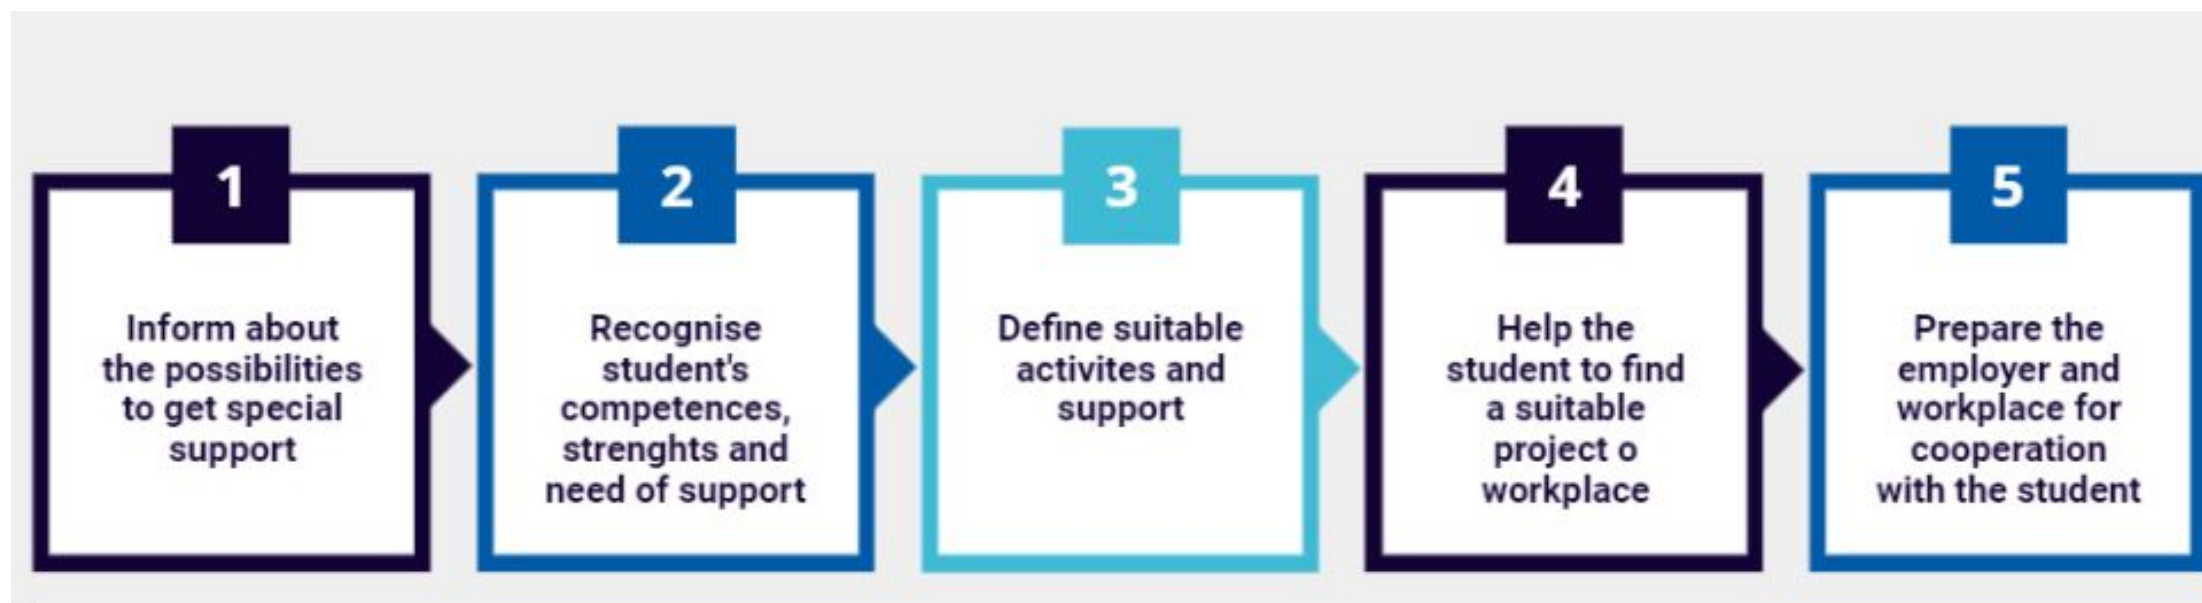 1
Inform about
the possibilities
to get special
support
2
Recognise
student's
competences,
strenghts and
need of support
3
Define suitable
activites and
support
4
Help the
student to find
a suitable
project o
workplace
5
Prepare the
employer and
workplace for
cooperation
with the student